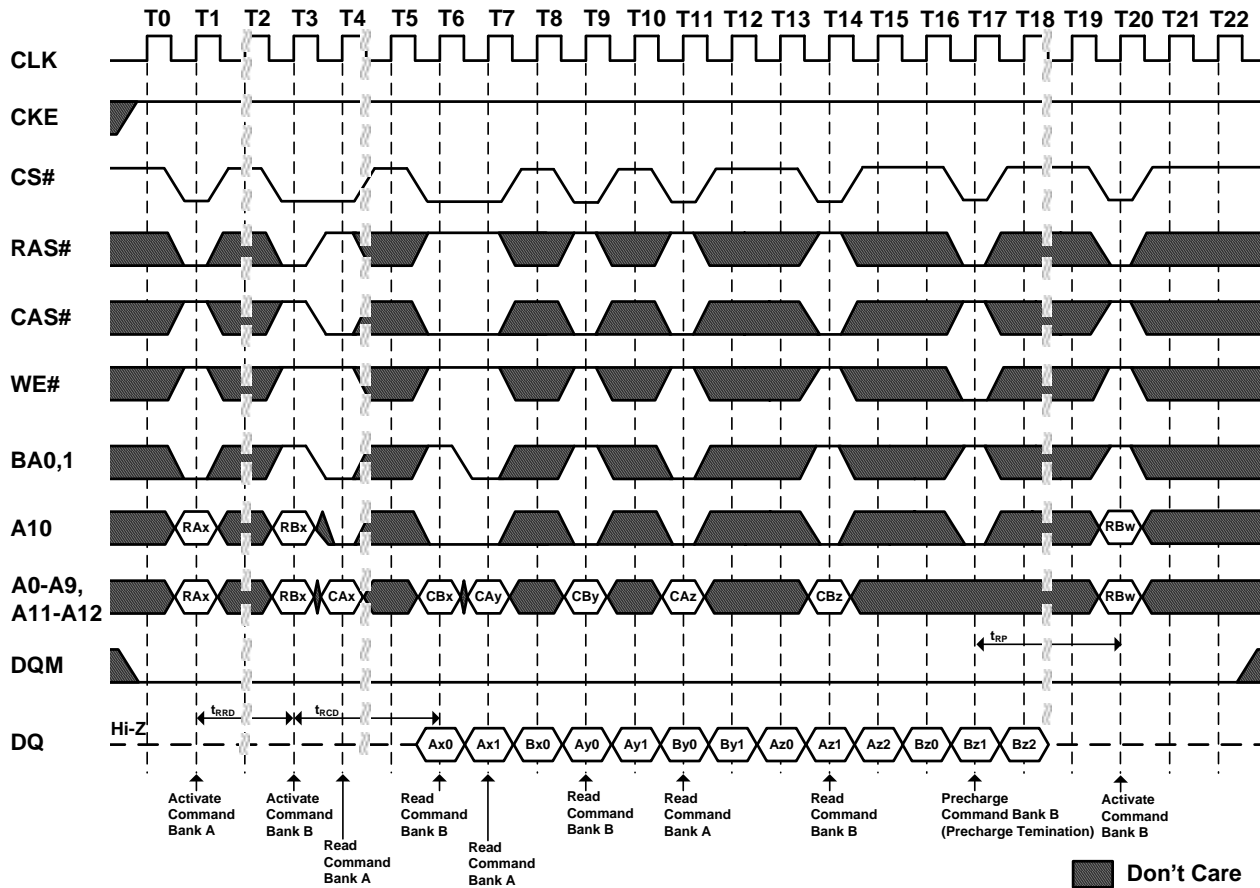 T0 T1 T2 T3 T4 T5 T6 T7 T8 T9 T10 T11 T12 T13 T14 T15 T16 T17 T18 T19 T20 T21 T22
CLK
CKE
CS#
RAS#
CAS#
WE#
BA0,1
A10 RAx RBx RBw
A0-A9,
A11-A12
RAx RBx CAx CBx CAy CBy CAz CBz RBw
tRP
DQM
tRRD tRCD
Hi-Z
DQ Ax0 Ax1 Bx0 Ay0 Ay1 By0 By1 Az0 Az1 Az2 Bz0 Bz1 Bz2
Activate
Command
Bank A
Activate
Command
Bank B
Read
Command
Bank A
Read
Command
Bank B
Read
Command
Bank A
Read
Command
Bank B
Read
Command
Bank A
Read
Command
Bank B
Precharge
Command Bank B
(Precharge Temination)
Activate
Command
Bank B
Don't Care